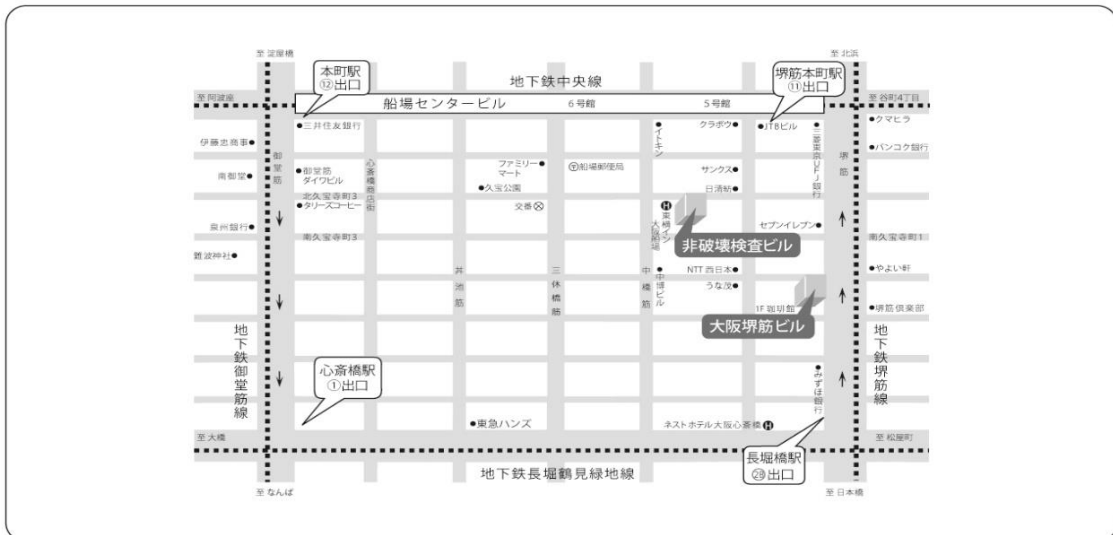 至 淀屋橋
至 北浜
本町駅
⑫出口
地下鉄中央線
堺筋本町駅
⑪出口
至 阿波座
船場センタービル
6号館
5号館
至 谷町4丁目
三井住友銀行
イトキン
クラボウ
JTBビル
三菱東京UFJ銀行
クマヒラ
伊藤忠商事
バンコク銀行
御堂筋
心斎橋商店街
堺筋
南御堂
御堂筋
ダイワビル
ファミリー
マート
〒船場郵便局
サンクス
久宝公園
日清紡
北久宝寺町3
タリーズコーヒー
交番
H
東横イン
大阪船場
泉州銀行
セブンイレブン
南久宝寺町3
非破壊検査ビル
南久宝寺町1
難波神社
丼池筋
三休橋筋
中橋筋
中博ビル
NTT 西日本
やよい軒
うな茂
1F 珈琲館
堺筋倶楽部
大阪堺筋ビル
地下鉄御堂筋線
地下鉄堺筋線
心斎橋駅
①出口
みずほ銀行
東急ハンズ
ネストホテル大阪心斎橋 H
至 大橋
至 松屋町
長堀橋駅
出口
地下鉄長堀鶴見緑地線
至 なんば
至 日本橋